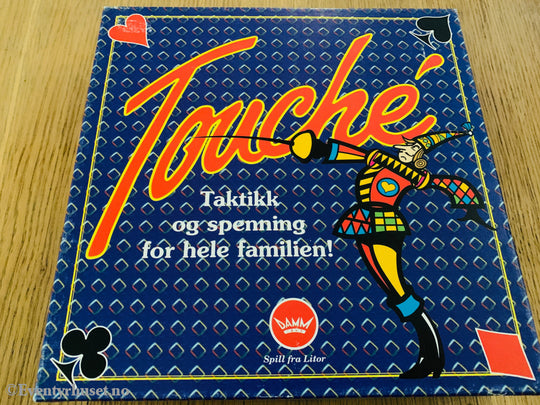 Touché
Taktikk
og spenning
for hele familien!
DAMM
Spill fra Litor
© Eventyrhuset.no